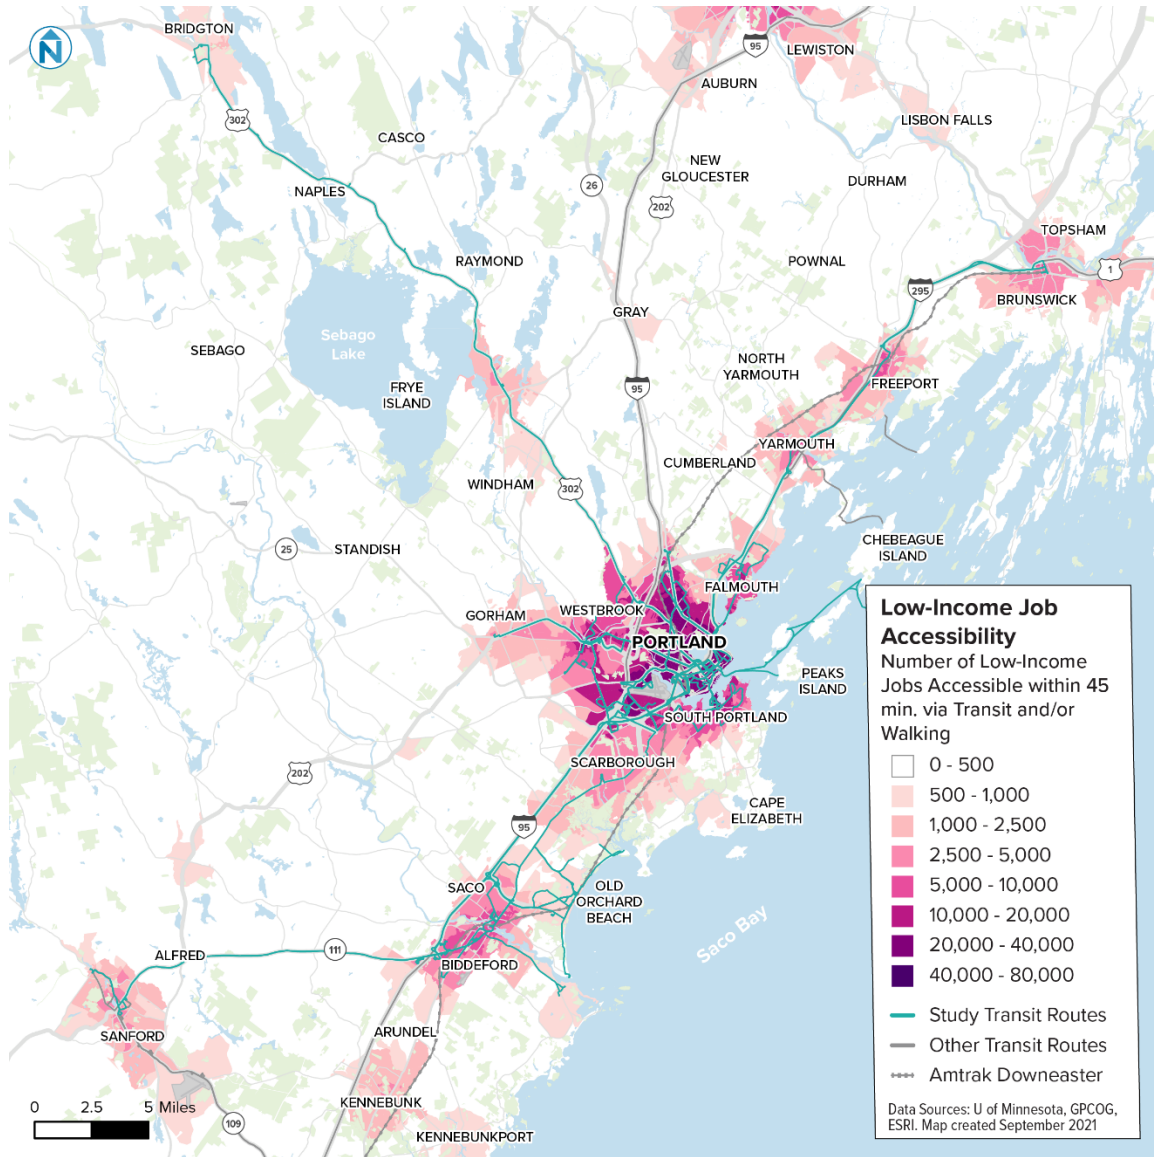 BRIDGTON
N
95
LEWISTON
AUBURN
302
LISBON FALLS
CASCO
NEW
GLOUCESTER
26
DURHAM
NAPLES
202
TOPSHAM
RAYMOND
POWNAL
1
295
BRUNSWICK
GRAY
Sebago
Lake
SEBAGO
NORTH
YARMOUTH
FREEPORT
FRYE
ISLAND
95
YARMOUTH
CUMBERLAND
WINDHAM
302
CHEBEAGUE
ISLAND
25
STANDISH
FALMOUTH
GORHAM
WESTBROOK
PORTLAND
PEAKS
ISLAND
SOUTH PORTLAND
SCARBOROUGH
202
CAPE
ELIZABETH
95
SACO
OLD
ORCHARD
BEACH
Saco Bay
ALFRED
111
BIDDEFORD
SANFORD
ARUNDEL
KENNEBUNK
109
KENNEBUNKPORT
0 2.5 5 Miles
Low-Income Job
Accessibility
Number of Low-Income
Jobs Accessible within 45
min. via Transit and/or
Walking
0 - 500
500 - 1,000
1,000 - 2,500
2,500 - 5,000
5,000 - 10,000
10,000 - 20,000
20,000 - 40,000
40,000 - 80,000
Study Transit Routes
Other Transit Routes
Amtrak Downeaster
Data Sources: U of Minnesota, GPCOG,
ESRI. Map created September 2021